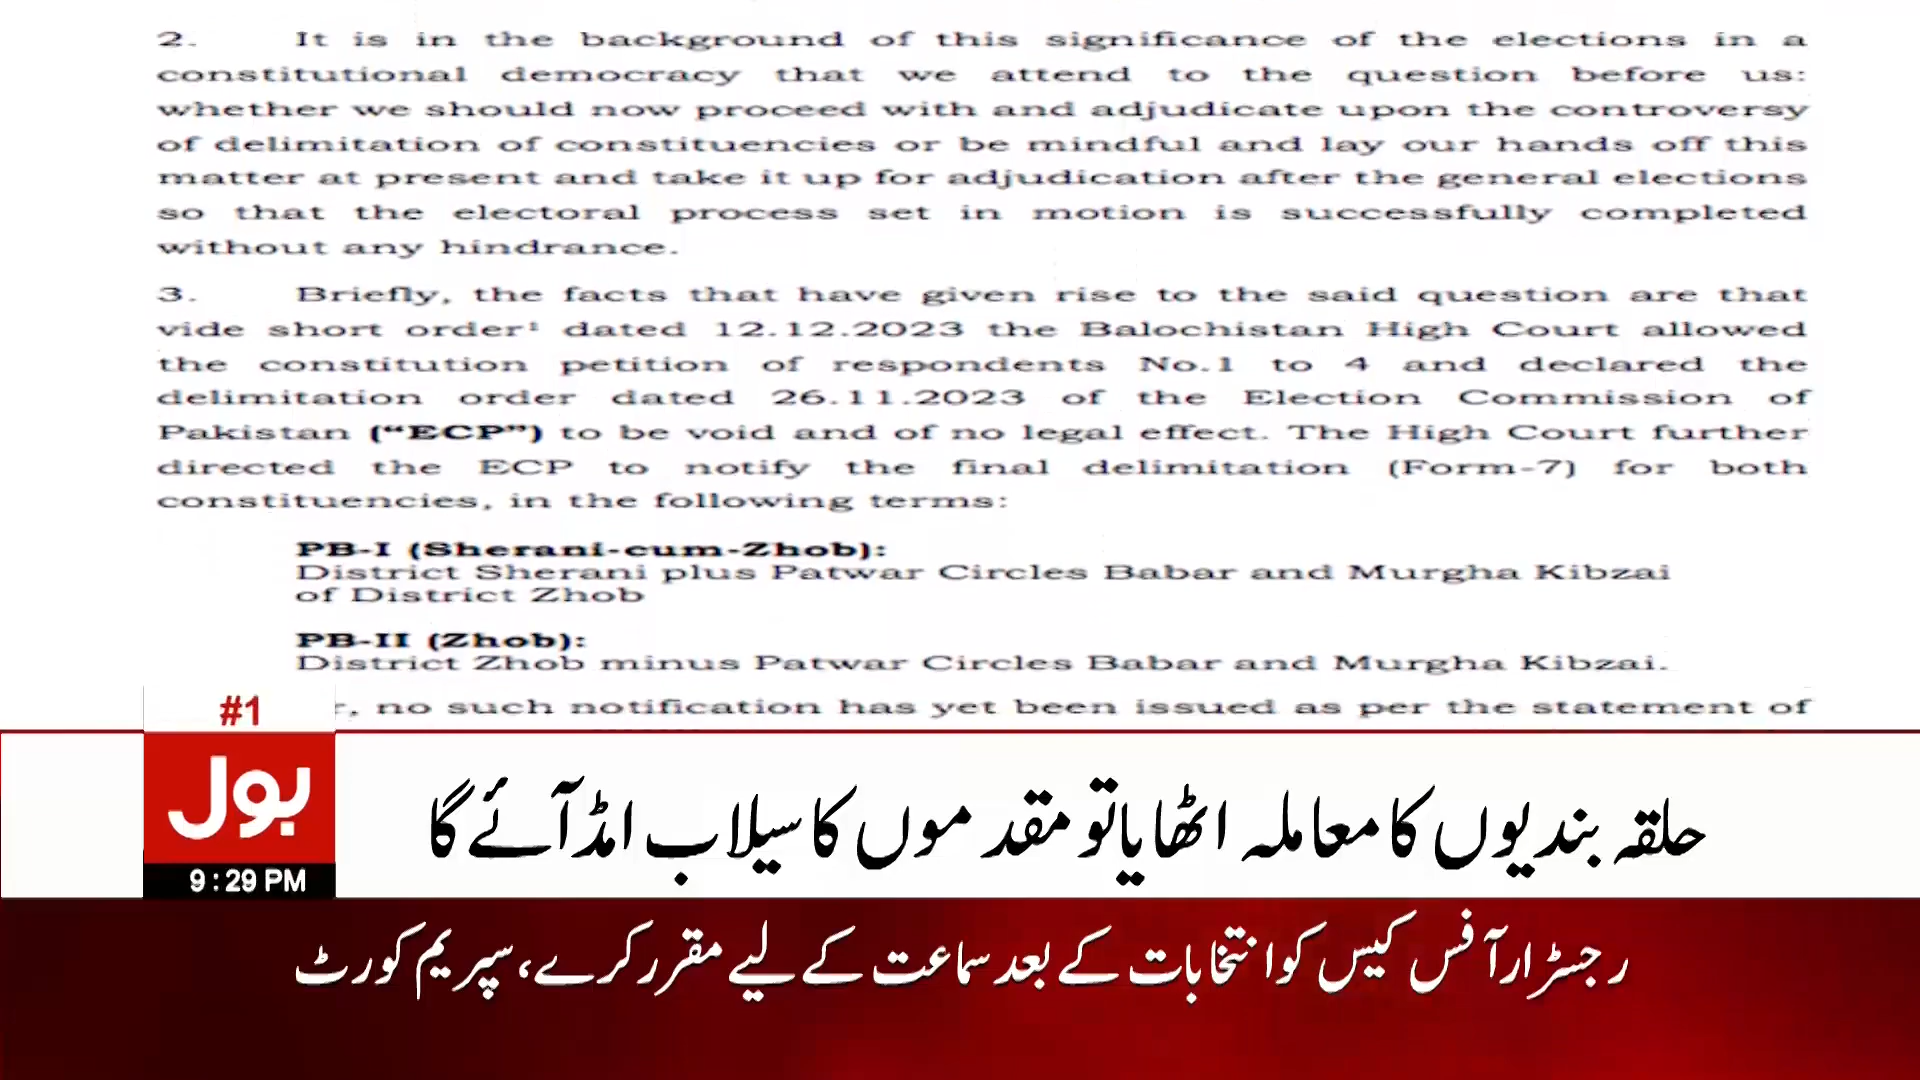 2. It is in the background of this significance of the elections in a
constitutional democracy that we attend to the question before us:
whether we should now proceed with and adjudicate upon the controversy
of delimitation of constituencies or be mindful and lay our hands off this
matter at present and take it up for adjudication after the general elections
so that the electoral process set in motion is successfully completed
without any hindrance.
3. Briefly, the facts that have given rise to the said question are that
vide short order¹ dated 12.12.2023 the Balochistan High Court allowed
the constitution petition of respondents No.1 to 4 and declared the
delimitation order dated 26.11.2023 of the Election Commission of
Pakistan (“ECP”) to be void and of no legal effect. The High Court further
directed the ECP to notify the final delimitation (Form-7) for both
constituencies, in the following terms:
PB-I (Sherani-cum-Zhob):
District Sherani plus Patwar Circles Babar and Murgha Kibzai
of District Zhob
PB-II (Zhob):
District Zhob minus Patwar Circles Babar and Murgha Kibzai.
r, no such notification has yet been issued as per the statement of
#1
بول
9:29 PM
حلقہ بندیوں کا معاملہ اٹھایا تو مقدموں کا سیلاب امڈ آئے گا
رجسٹرار آفس کیس کو انتخابات کے بعد سماعت کے لیے مقرر کرے، سپریم کورٹ